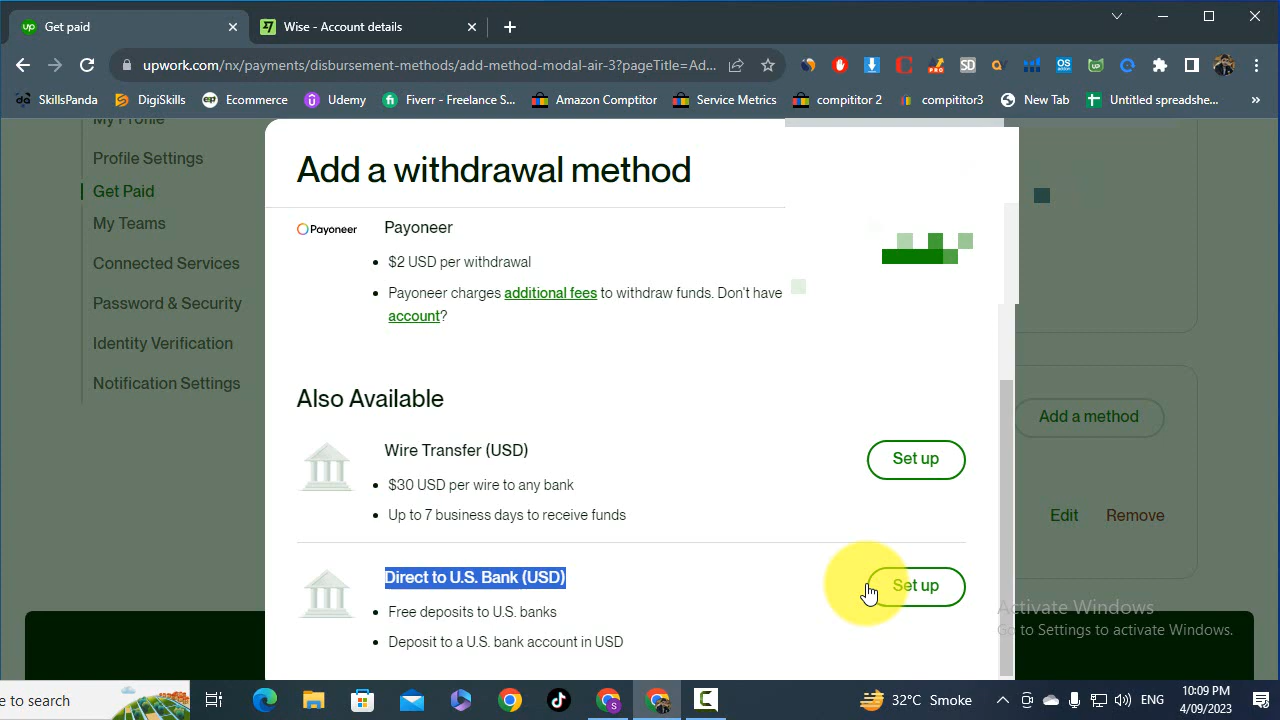 up Get paid
Wise - Account details
upwork.com/nx/payments/disbursement-methods/add-method-modal-air-3?pageTitle=Ad...
SkillsPanda
DigiSkills
Ecommerce
Udemy
Fiverr - Freelance S...
Amazon Comptitor
Service Metrics
compititor 2
compititor3
New Tab
Untitled spreadshe...
»
My Profile
Profile Settings
Get Paid
My Teams
Connected Services
Password & Security
Identity Verification
Notification Settings
Add a withdrawal method
Payoneer Payoneer
• $2 USD per withdrawal
• Payoneer charges additional fees to withdraw funds. Don't have
account?
Also Available
Wire Transfer (USD)
Set up
• $30 USD per wire to any bank
• Up to 7 business days to receive funds
Direct to U.S. Bank (USD)
Set up
• Free deposits to U.S. banks
• Deposit to a U.S. bank account in USD
Add a method
Edit Remove
Activate Windows
Go to Settings to activate Windows.
e to search
32°C Smoke
ENG
10:09 PM
4/09/2023